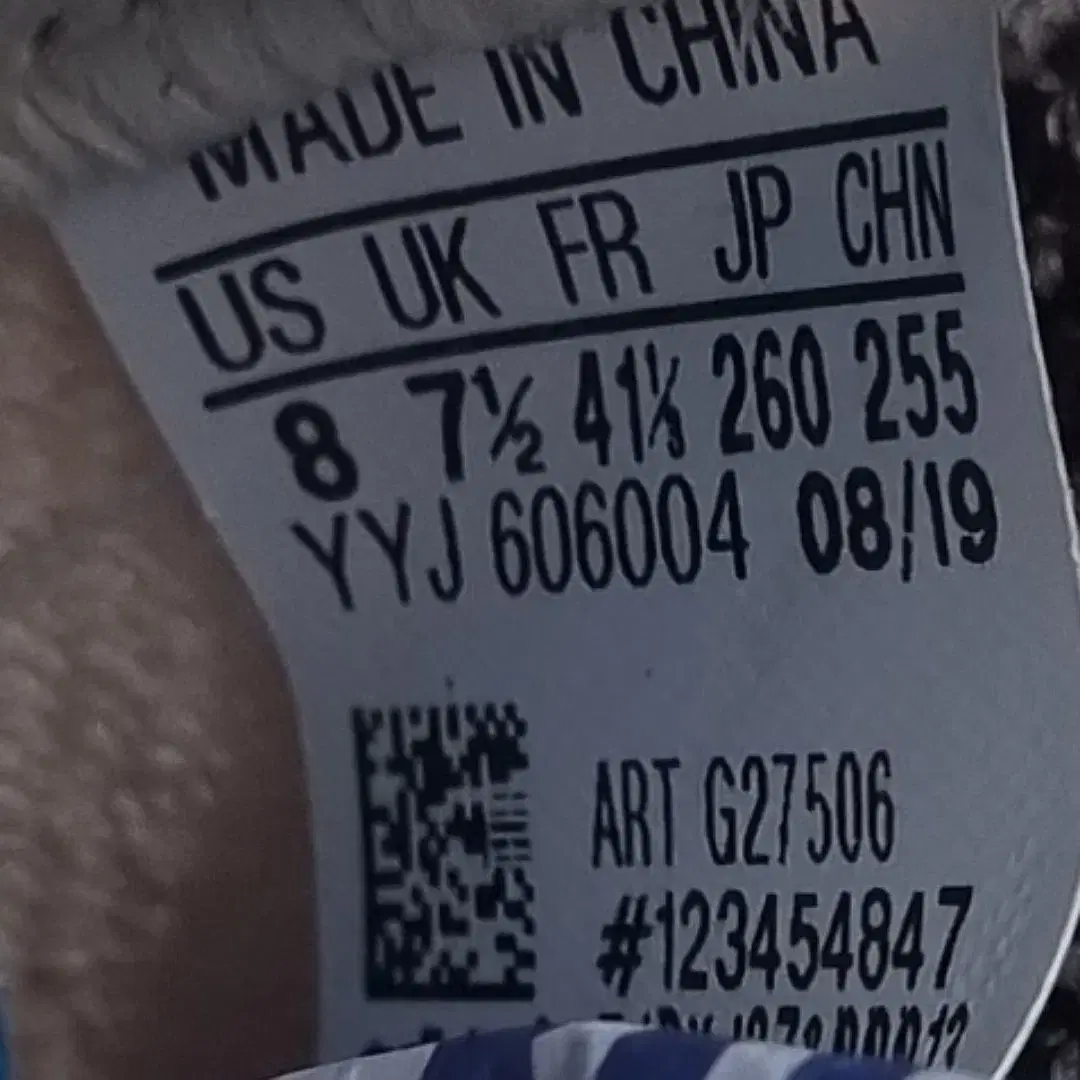 MADE IN CHINA
US UK FR JP CHN
8 7½ 41⅓ 260 255
YYJ 606004 08/19
ART G27506
#123454847